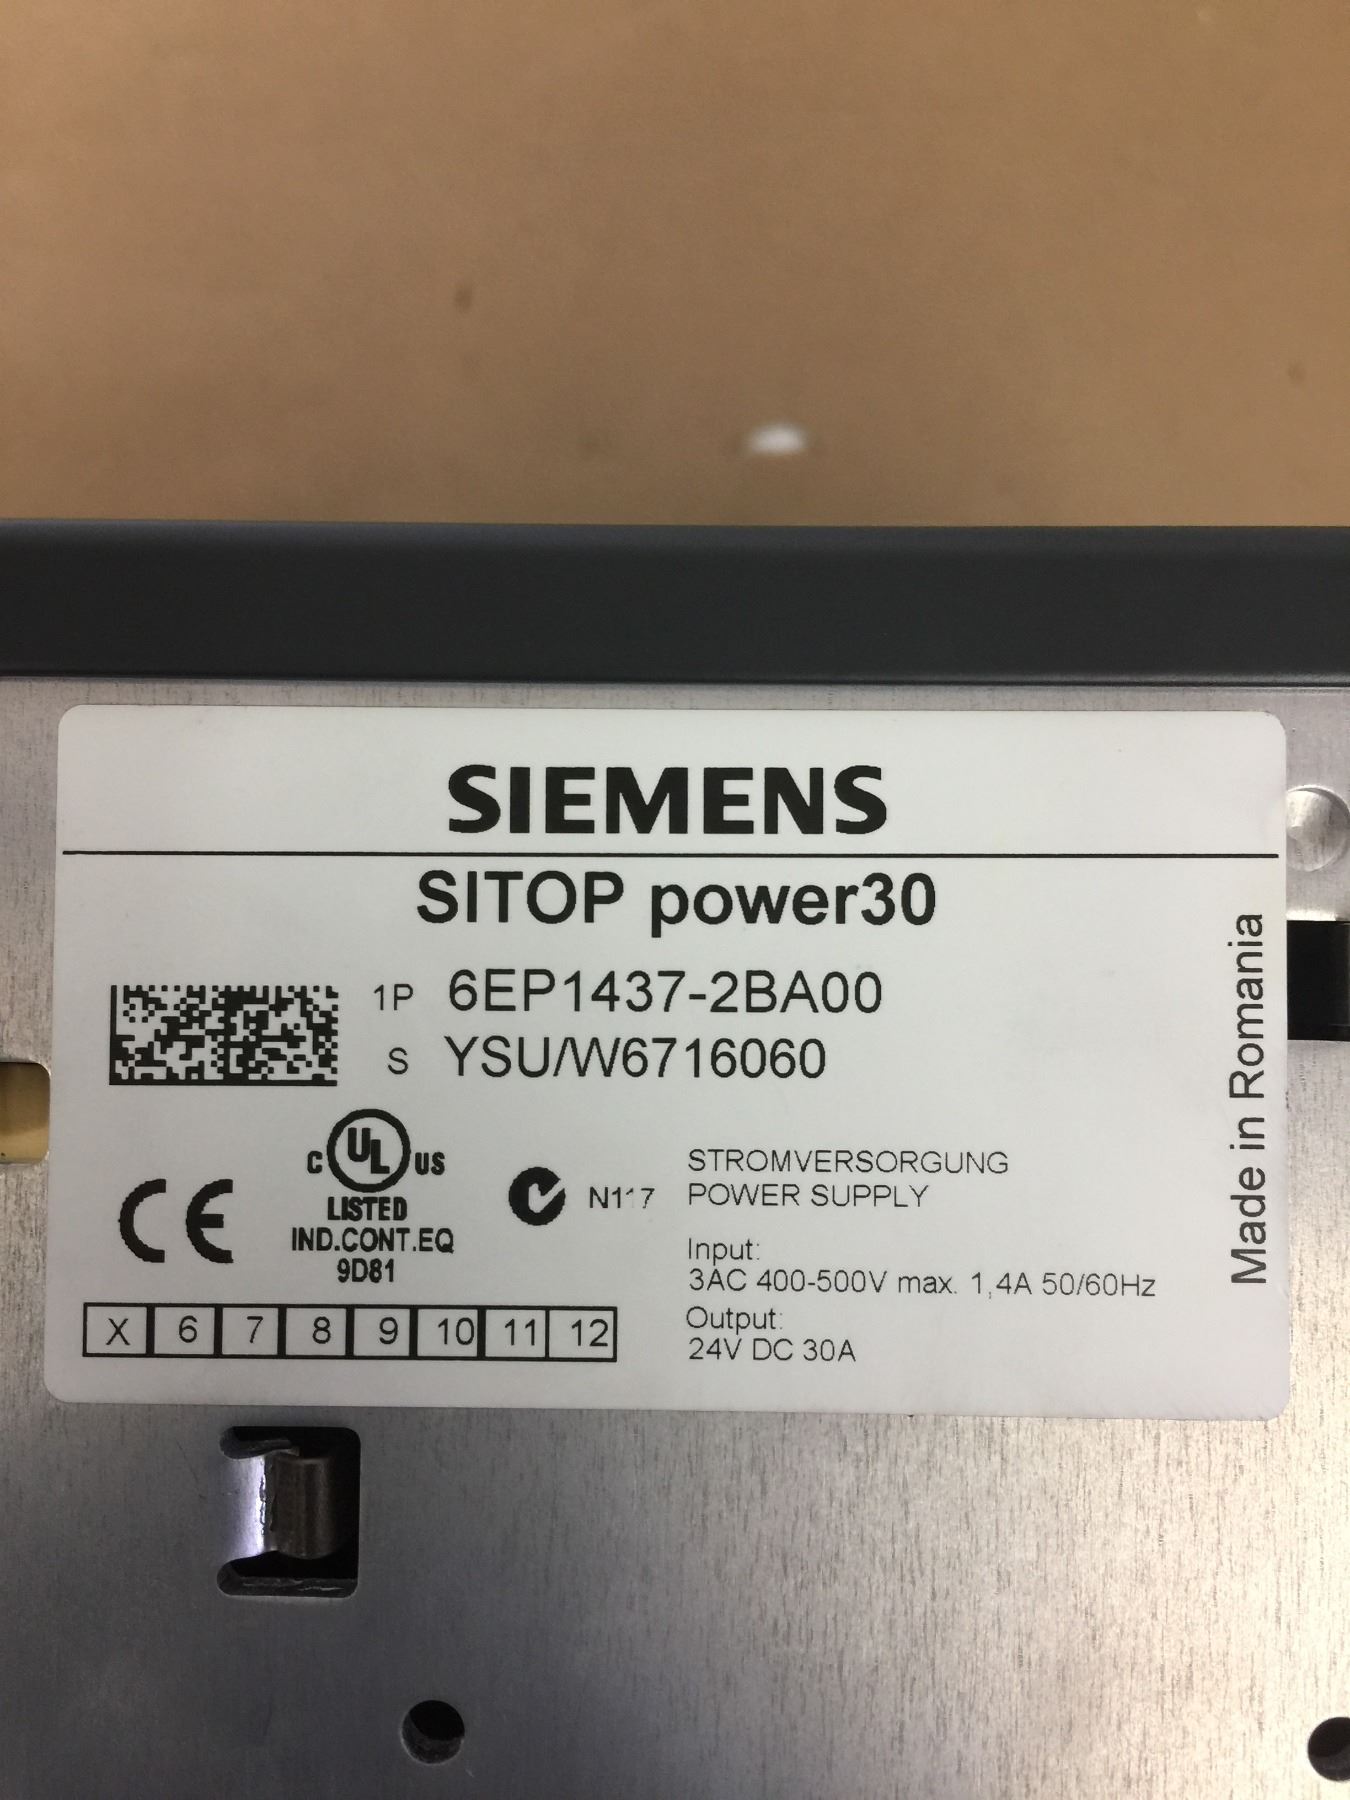 SIEMENS
SITOP power30
1P 6EP1437-2BA00
S YSU/W6716060
C UL US
LISTED
IND.CONT.EQ
9D81
CE
X 6 7 8 9 10 11 12
STROMVERSORGUNG
POWER SUPPLY
Input:
3AC 400-500V max. 1,4A 50/60Hz
Output:
24V DC 30A
Made in Romania